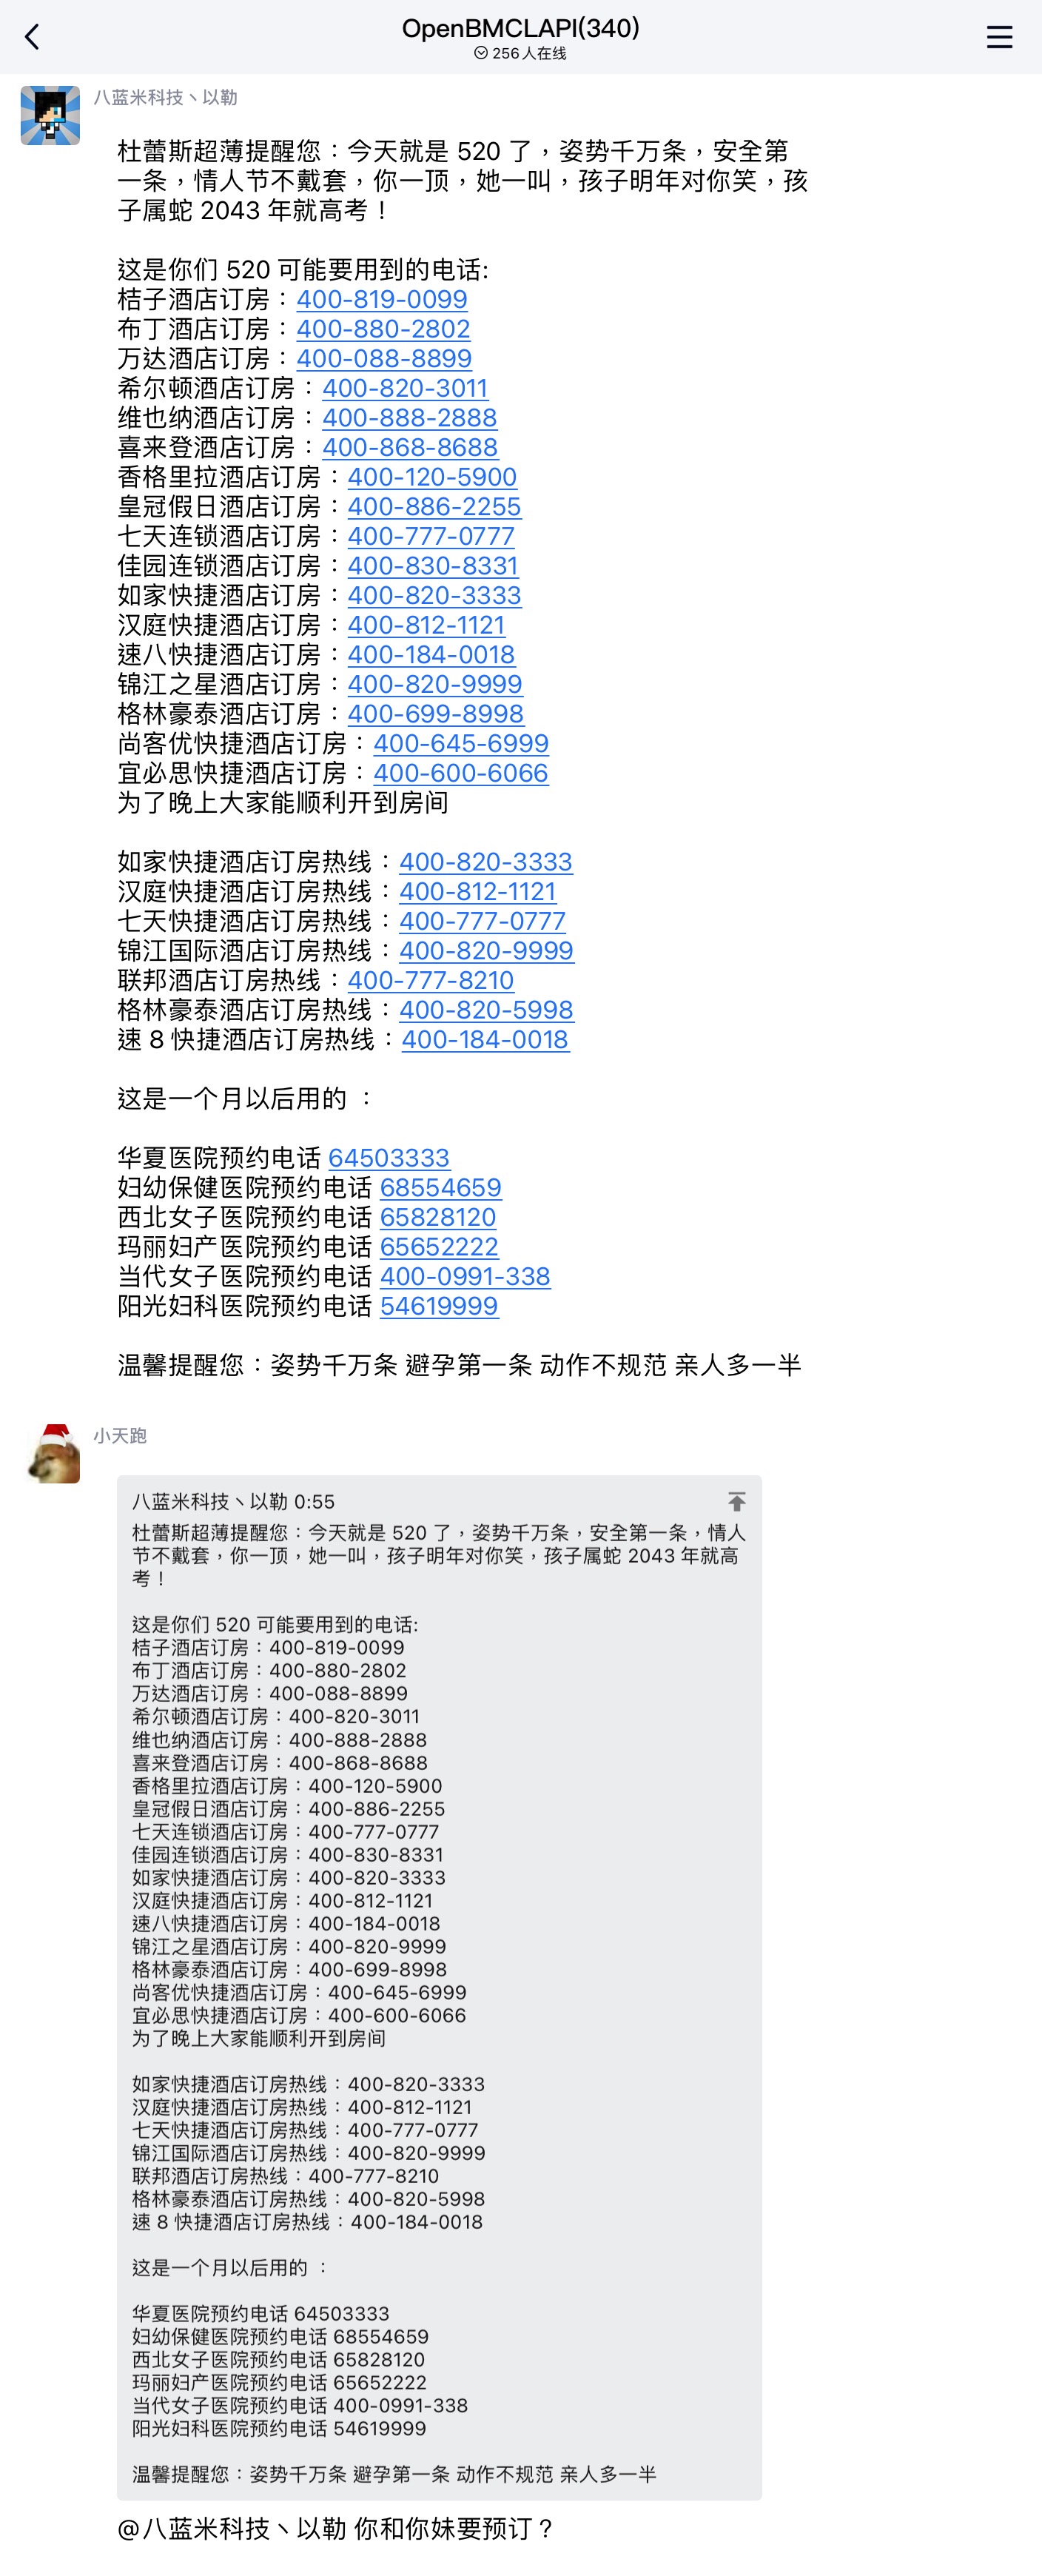 OpenBMCLAPI(340)
256人在线
八蓝米科技丶以勒
杜蕾斯超薄提醒您：今天就是 520 了，姿势千万条，安全第
一条，情人节不戴套，你一顶，她一叫，孩子明年对你笑，孩
子属蛇 2043 年就高考！
这是你们 520 可能要用到的电话:
桔子酒店订房：400-819-0099
布丁酒店订房：400-880-2802
万达酒店订房：400-088-8899
希尔顿酒店订房：400-820-3011
维也纳酒店订房：400-888-2888
喜来登酒店订房：400-868-8688
香格里拉酒店订房：400-120-5900
皇冠假日酒店订房：400-886-2255
七天连锁酒店订房：400-777-0777
佳园连锁酒店订房：400-830-8331
如家快捷酒店订房：400-820-3333
汉庭快捷酒店订房：400-812-1121
速八快捷酒店订房：400-184-0018
锦江之星酒店订房：400-820-9999
格林豪泰酒店订房：400-699-8998
尚客优快捷酒店订房：400-645-6999
宜必思快捷酒店订房：400-600-6066
为了晚上大家能顺利开到房间
如家快捷酒店订房热线：400-820-3333
汉庭快捷酒店订房热线：400-812-1121
七天快捷酒店订房热线：400-777-0777
锦江国际酒店订房热线：400-820-9999
联邦酒店订房热线：400-777-8210
格林豪泰酒店订房热线：400-820-5998
速 8 快捷酒店订房热线：400-184-0018
这是一个月以后用的 ：
华夏医院预约电话 64503333
妇幼保健医院预约电话 68554659
西北女子医院预约电话 65828120
玛丽妇产医院预约电话 65652222
当代女子医院预约电话 400-0991-338
阳光妇科医院预约电话 54619999
温馨提醒您：姿势千万条 避孕第一条 动作不规范 亲人多一半
小天跑
八蓝米科技丶以勒 0:55
杜蕾斯超薄提醒您：今天就是 520 了，姿势千万条，安全第一条，情人
节不戴套，你一顶，她一叫，孩子明年对你笑，孩子属蛇 2043 年就高
考！
这是你们 520 可能要用到的电话:
桔子酒店订房：400-819-0099
布丁酒店订房：400-880-2802
万达酒店订房：400-088-8899
希尔顿酒店订房：400-820-3011
维也纳酒店订房：400-888-2888
喜来登酒店订房：400-868-8688
香格里拉酒店订房：400-120-5900
皇冠假日酒店订房：400-886-2255
七天连锁酒店订房：400-777-0777
佳园连锁酒店订房：400-830-8331
如家快捷酒店订房：400-820-3333
汉庭快捷酒店订房：400-812-1121
速八快捷酒店订房：400-184-0018
锦江之星酒店订房：400-820-9999
格林豪泰酒店订房：400-699-8998
尚客优快捷酒店订房：400-645-6999
宜必思快捷酒店订房：400-600-6066
为了晚上大家能顺利开到房间
如家快捷酒店订房热线：400-820-3333
汉庭快捷酒店订房热线：400-812-1121
七天快捷酒店订房热线：400-777-0777
锦江国际酒店订房热线：400-820-9999
联邦酒店订房热线：400-777-8210
格林豪泰酒店订房热线：400-820-5998
速 8 快捷酒店订房热线：400-184-0018
这是一个月以后用的 ：
华夏医院预约电话 64503333
妇幼保健医院预约电话 68554659
西北女子医院预约电话 65828120
玛丽妇产医院预约电话 65652222
当代女子医院预约电话 400-0991-338
阳光妇科医院预约电话 54619999
温馨提醒您：姿势千万条 避孕第一条 动作不规范 亲人多一半
@八蓝米科技丶以勒 你和你妹要预订？